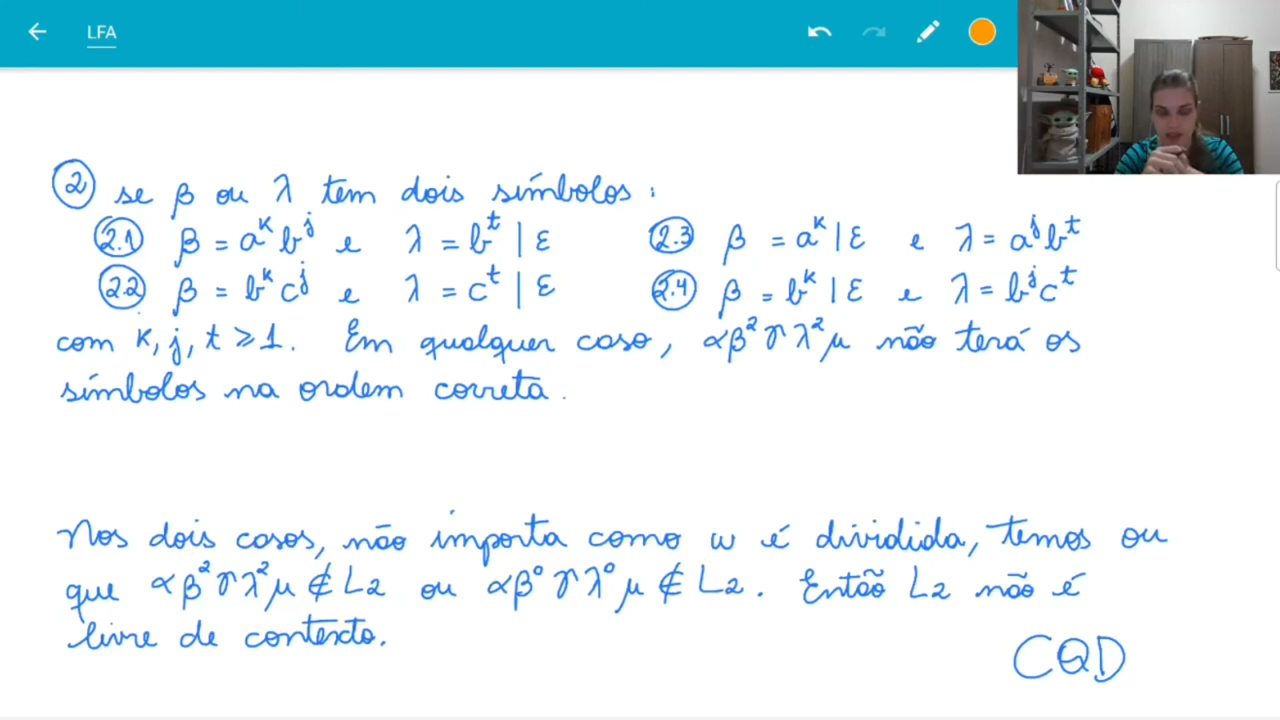 LFA
② se β ou λ tem dois símbolos:
2.1 β = a^k b^j e λ = b^t | ε
2.2 β = b^k c^j e λ = c^t | ε
2.3 β = a^k | ε e λ = a^j b^t
2.4 β = b^k | ε e λ = b^j c^t
com k, j, t ≥ 1. Em qualquer caso, αβ²γλ²μ não terá os
símbolos na ordem correta.
Nos dois casos, não importa como w é dividida, temos ou
que αβ²γλ²μ ∉ L2 ou αβ⁰γλ⁰μ ∉ L2. Então L2 não é
livre de contexto.
CQD